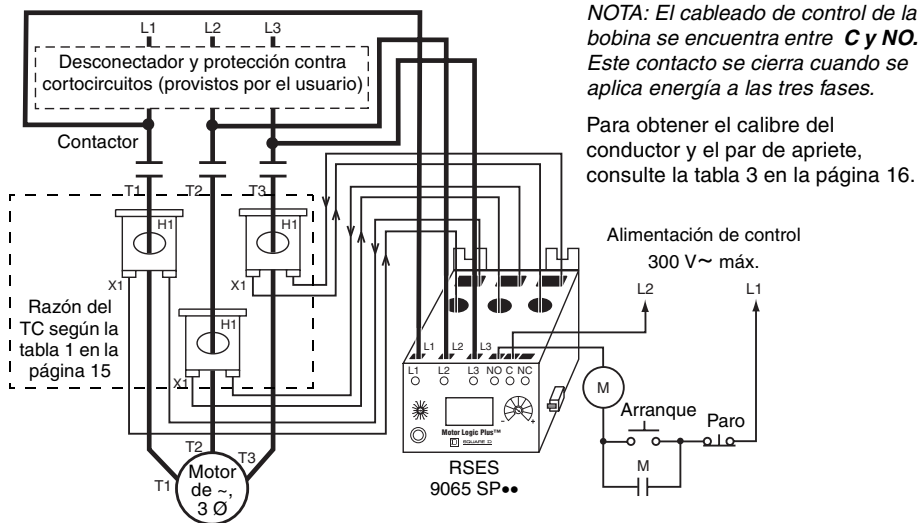 L1 L2 L3
Desconectador y protección contra
cortocircuitos (provistos por el usuario)
Contactor
T1 T2 T3
H1 H1
X1 X1
H1
X1
Razón del
TC según la
tabla 1 en la
página 15
T2
T1 T3
Motor
de ~,
3 Ø
NOTA: El cableado de control de la
bobina se encuentra entre C y NO.
Este contacto se cierra cuando se
aplica energía a las tres fases.
Para obtener el calibre del
conductor y el par de apriete,
consulte la tabla 3 en la página 16.
L1 L2 L3
L1 L2 L3 NO C NC
- +
Motor Logic Plus™
D SQUARE D
RSES
9065 SP••
Alimentación de control
300 V~ máx.
L2 L1
M
Arranque
Paro
M